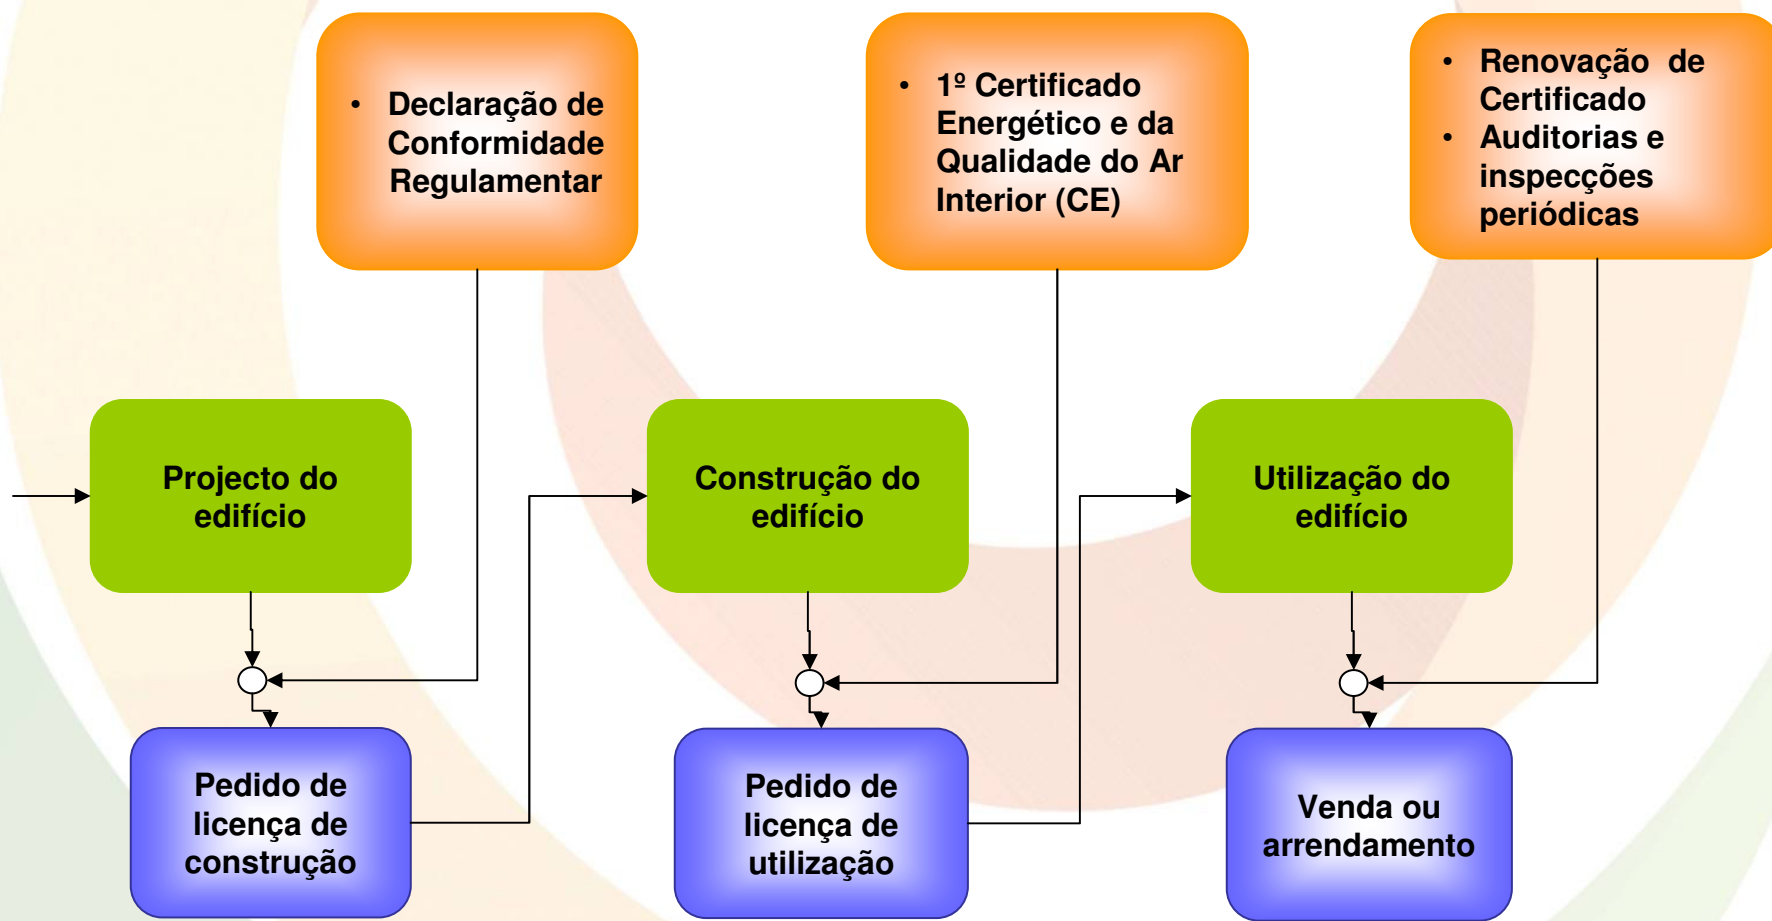 • Declaração de
Conformidade
Regulamentar
• 1º Certificado
Energético e da
Qualidade do Ar
Interior (CE)
• Renovação de
Certificado
• Auditorias e
inspecções
periódicas
Projecto do
edifício
Construção do
edifício
Utilização do
edifício
Pedido de
licença de
construção
Pedido de
licença de
utilização
Venda ou
arrendamento